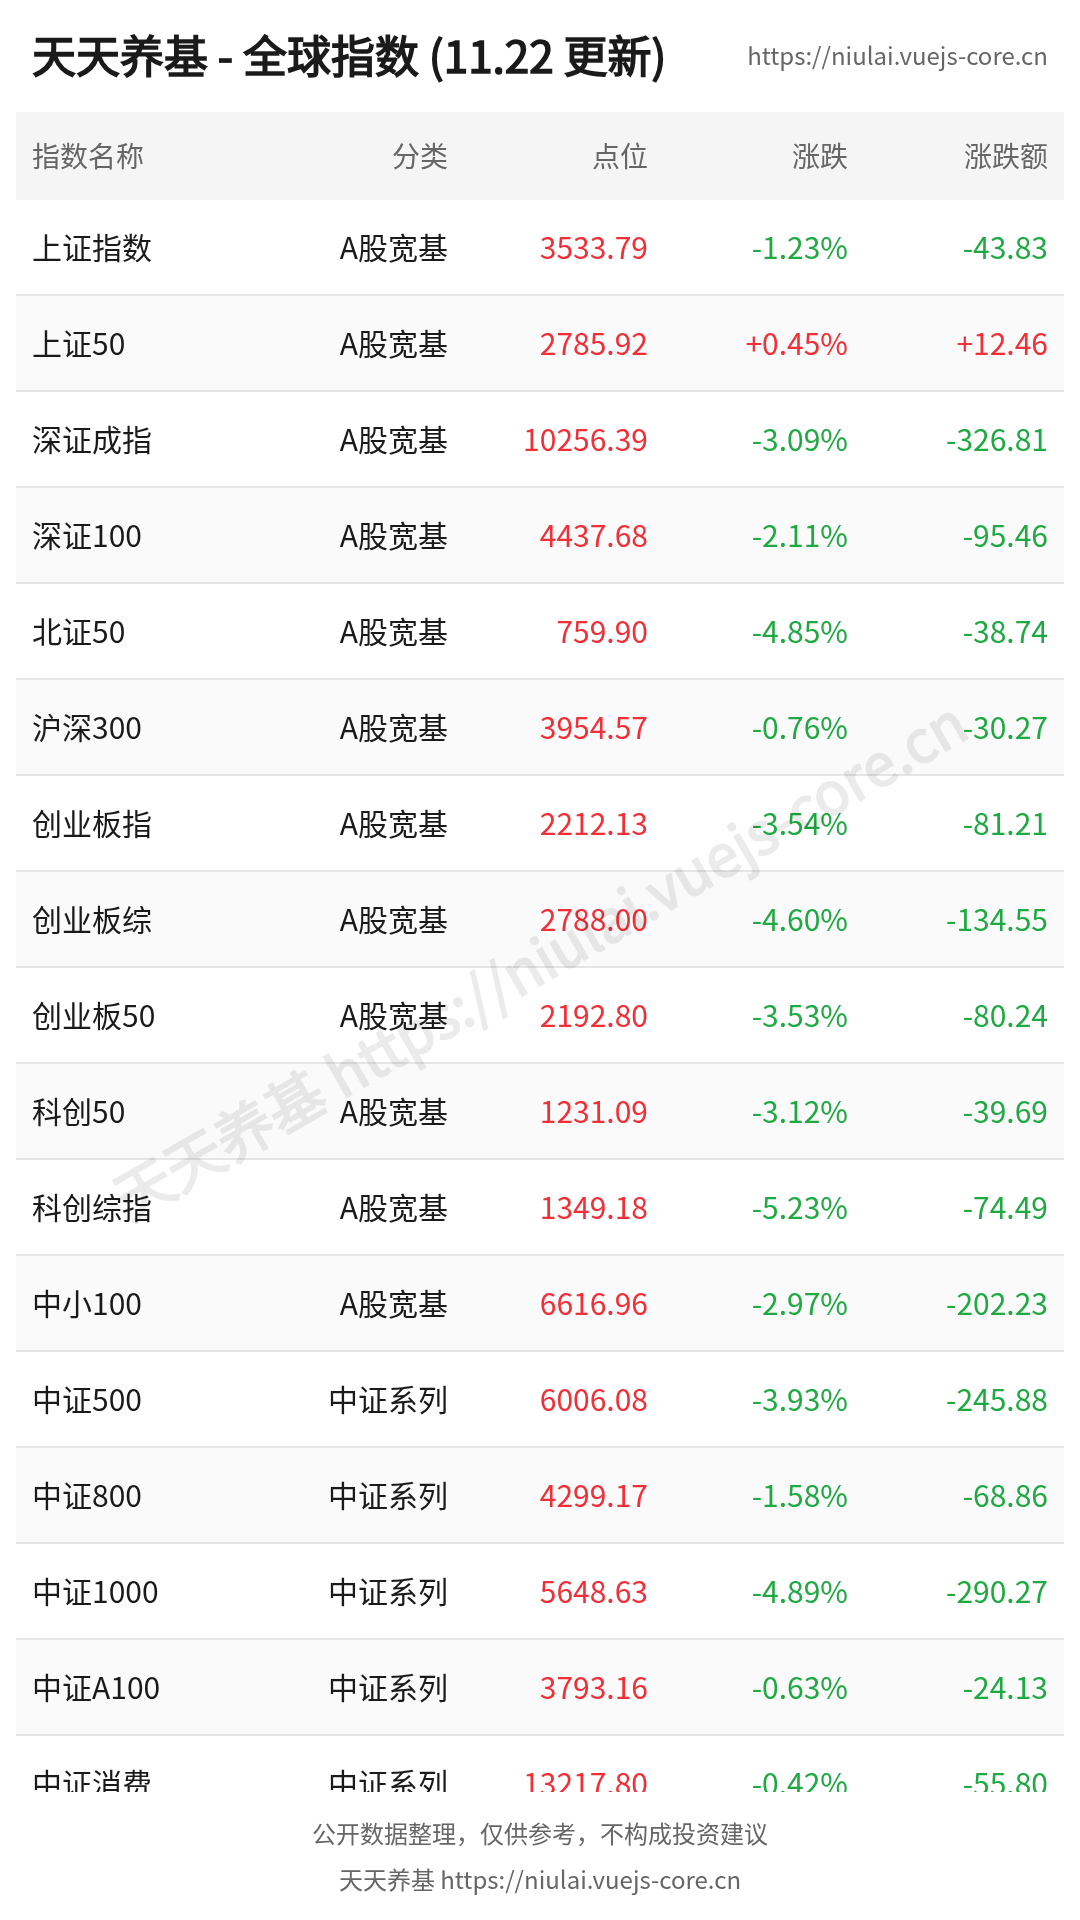 天天养基 - 全球指数 (11.22 更新) https://niulai.vuejs-core.cn
指数名称 分类 点位 涨跌 涨跌额
上证指数 A股宽基 3533.79 -1.23% -43.83
上证50 A股宽基 2785.92 +0.45% +12.46
深证成指 A股宽基 10256.39 -3.09% -326.81
深证100 A股宽基 4437.68 -2.11% -95.46
北证50 A股宽基 759.90 -4.85% -38.74
沪深300 A股宽基 3954.57 -0.76% -30.27
创业板指 A股宽基 2212.13 -3.54% -81.21
创业板综 A股宽基 2788.00 -4.60% -134.55
创业板50 A股宽基 2192.80 -3.53% -80.24
科创50 A股宽基 1231.09 -3.12% -39.69
科创综指 A股宽基 1349.18 -5.23% -74.49
中小100 A股宽基 6616.96 -2.97% -202.23
中证500 中证系列 6006.08 -3.93% -245.88
中证800 中证系列 4299.17 -1.58% -68.86
中证1000 中证系列 5648.63 -4.89% -290.27
中证A100 中证系列 3793.16 -0.63% -24.13
中证消费 中证系列 13217.80 -0.42% -55.80
天天养基 https://niulai.vuejs-core.cn
公开数据整理，仅供参考，不构成投资建议
天天养基 https://niulai.vuejs-core.cn